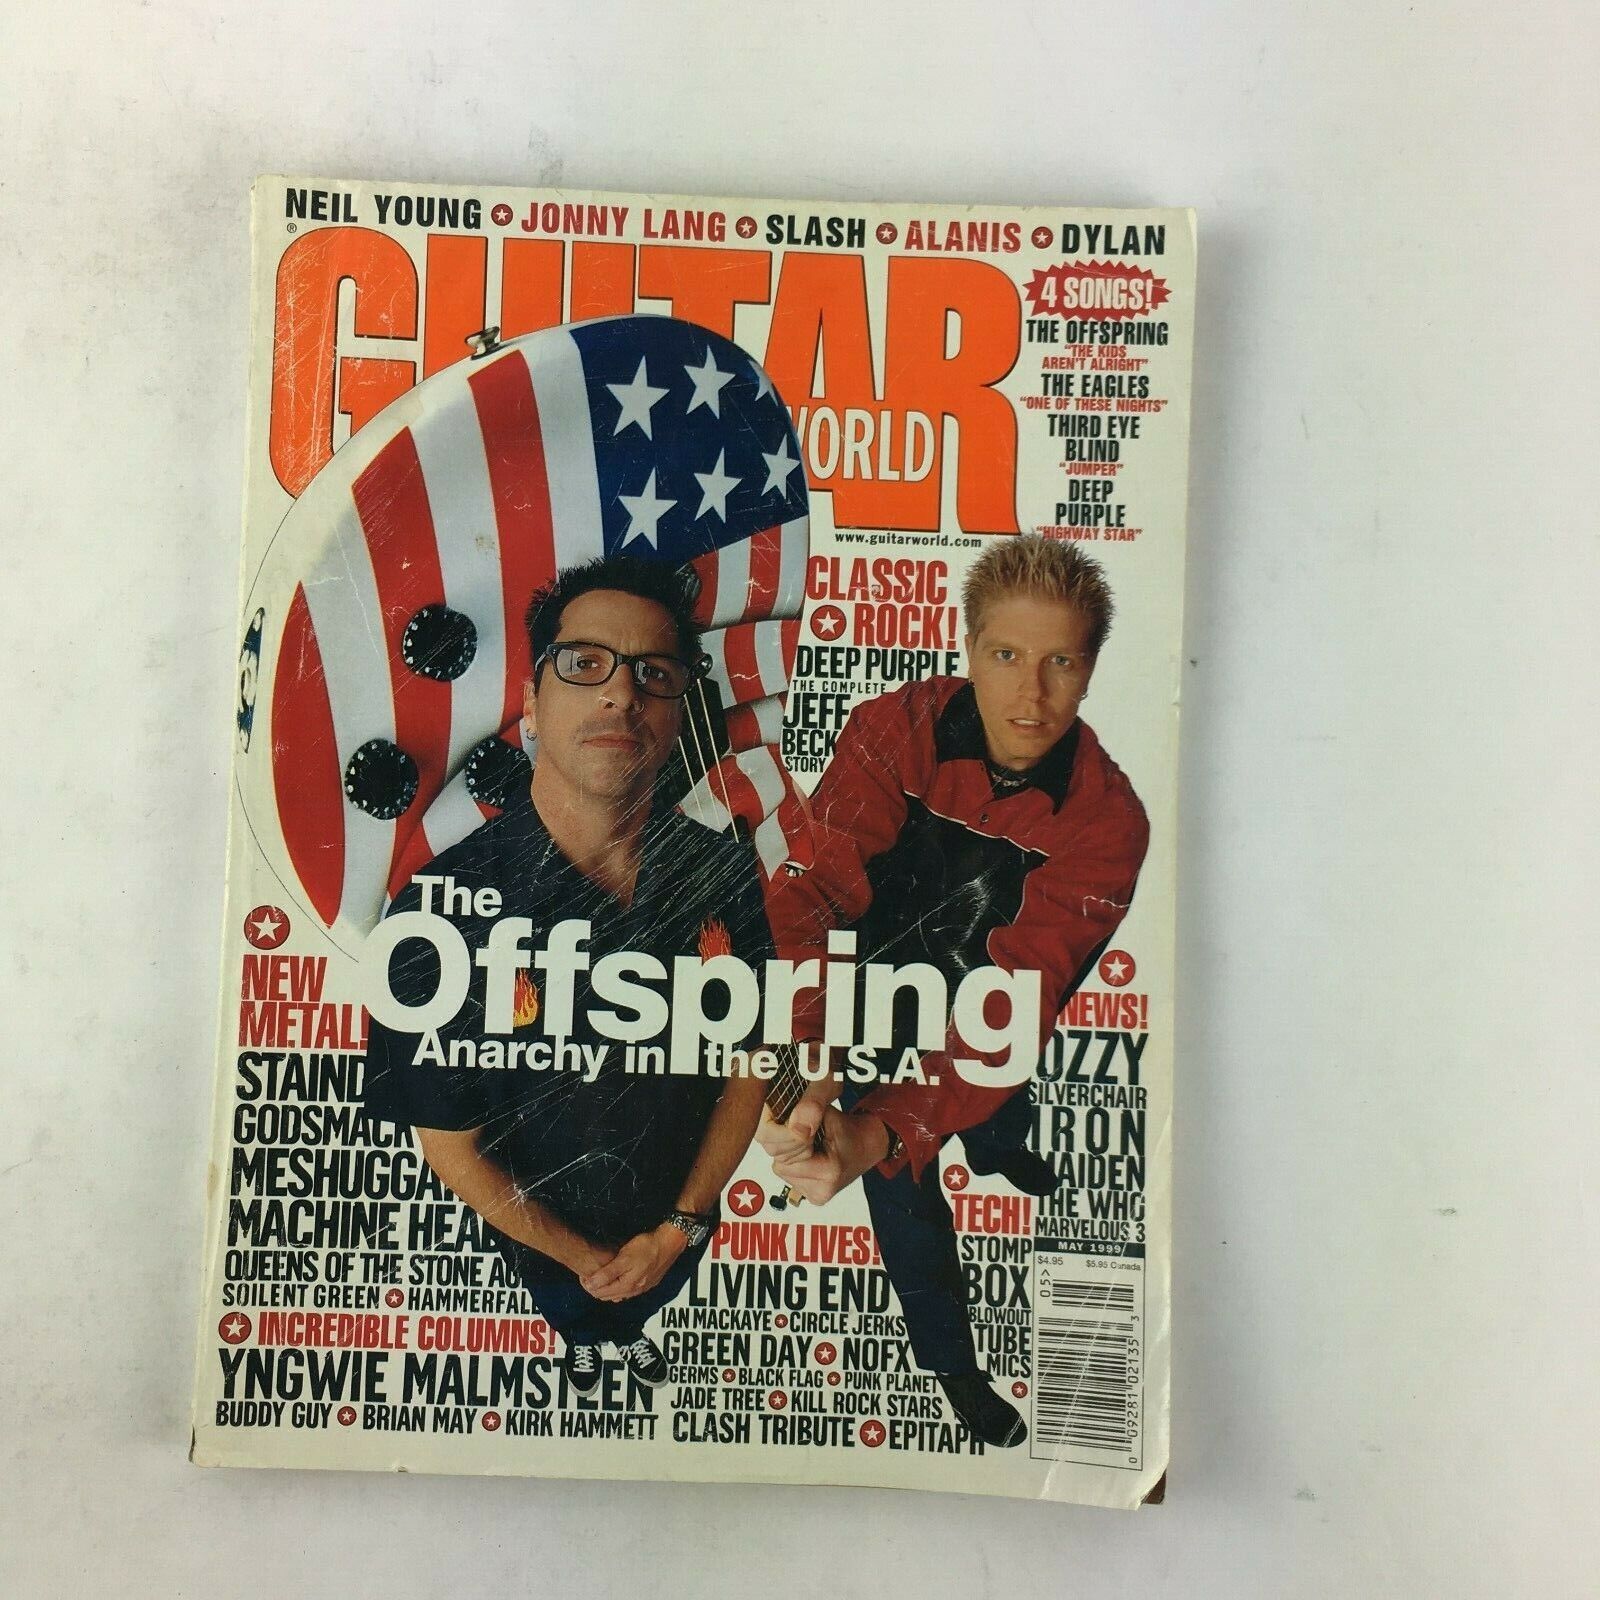 NEIL YOUNG ★ JONNY LANG ★ SLASH ★ ALANIS ★ DYLAN
®
GUITAR
WORLD
www.guitarworld.com
4 SONGS!
THE OFFSPRING
"THE KIDS
AREN'T ALRIGHT"
THE EAGLES
"ONE OF THESE NIGHTS"
THIRD EYE
BLIND
"JUMPER"
DEEP
PURPLE
"HIGHWAY STAR"
CLASSIC
★ ROCK!
DEEP PURPLE
THE COMPLETE
JEFF
BECK
STORY
The
Offspring
Anarchy in the U.S.A.
★
NEW
METAL!
STAIND
GODSMACK
MESHUGGAH
MACHINE HEAD
QUEENS OF THE STONE AGE
SOILENT GREEN ★ HAMMERFALL
★ INCREDIBLE COLUMNS!
YNGWIE MALMSTEEN
BUDDY GUY ★ BRIAN MAY ★ KIRK HAMMETT
★
PUNK LIVES!
LIVING END
IAN MACKAYE ★ CIRCLE JERKS
GREEN DAY ★ NOFX
GERMS ★ BLACK FLAG ★ PUNK PLANET
JADE TREE ★ KILL ROCK STARS
CLASH TRIBUTE ★ EPITAPH
★
NEWS!
OZZY
SILVERCHAIR
IRON
MAIDEN
THE WHO
MARVELOUS 3
★
TECH!
STOMP
BOX
BLOWOUT
TUBE
MICS
★
MAY 1999
$4.95 $5.95 Canada
05>
0 09281 02135 3